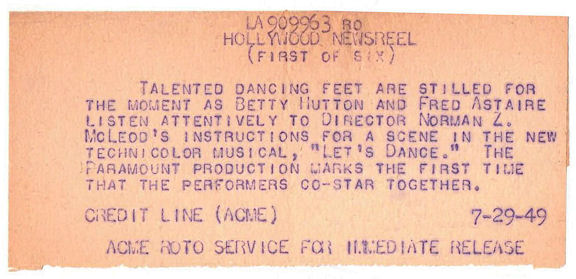 LA 909963 RO
HOLLYWOOD NEWSREEL
(FIRST OF SIX)
TALENTED DANCING FEET ARE STILLED FOR
THE MOMENT AS BETTY HUTTON AND FRED ASTAIRE
LISTEN ATTENTIVELY TO DIRECTOR NORMAN Z.
MCLEOD'S INSTRUCTIONS FOR A SCENE IN THE NEW
TECHNICOLOR MUSICAL, "LET'S DANCE." THE
PARAMOUNT PRODUCTION MARKS THE FIRST TIME
THAT THE PERFORMERS CO-STAR TOGETHER.
CREDIT LINE (ACME) 7-29-49
ACME ROTO SERVICE FOR IMMEDIATE RELEASE